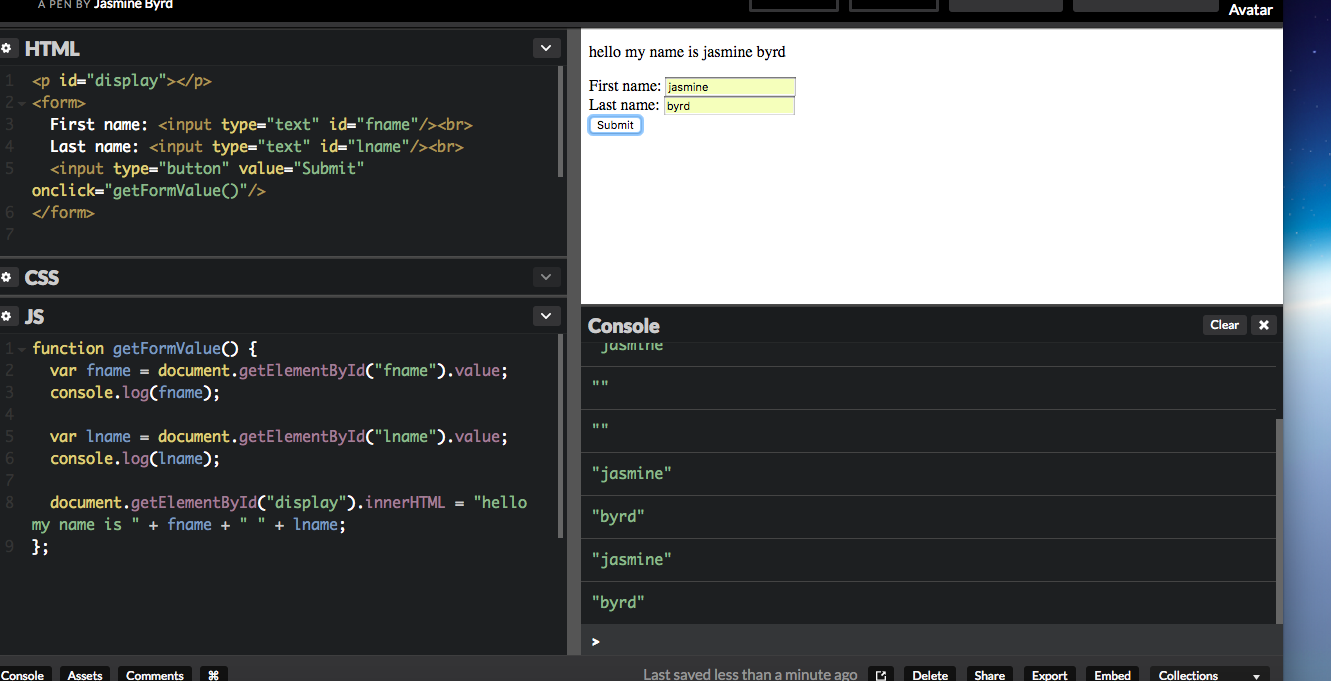 A PEN BY Jasmine Byrd
Avatar
HTML
1 <p id="display"></p>
2 <form>
3 First name: <input type="text" id="fname"/><br>
4 Last name: <input type="text" id="lname"/><br>
5 <input type="button" value="Submit"
onclick="getFormValue()"/>
6 </form>
7
CSS
JS
1 function getFormValue() {
2 var fname = document.getElementById("fname").value;
3 console.log(fname);
4
5 var lname = document.getElementById("lname").value;
6 console.log(lname);
7
8 document.getElementById("display").innerHTML = "hello
my name is " + fname + " " + lname;
9 };
hello my name is jasmine byrd
First name: jasmine
Last name: byrd
Submit
Console
Clear
"jasmine"
""
""
"jasmine"
"byrd"
"jasmine"
"byrd"
>
Console Assets Comments ⌘ Last saved less than a minute ago Delete Share Export Embed Collections